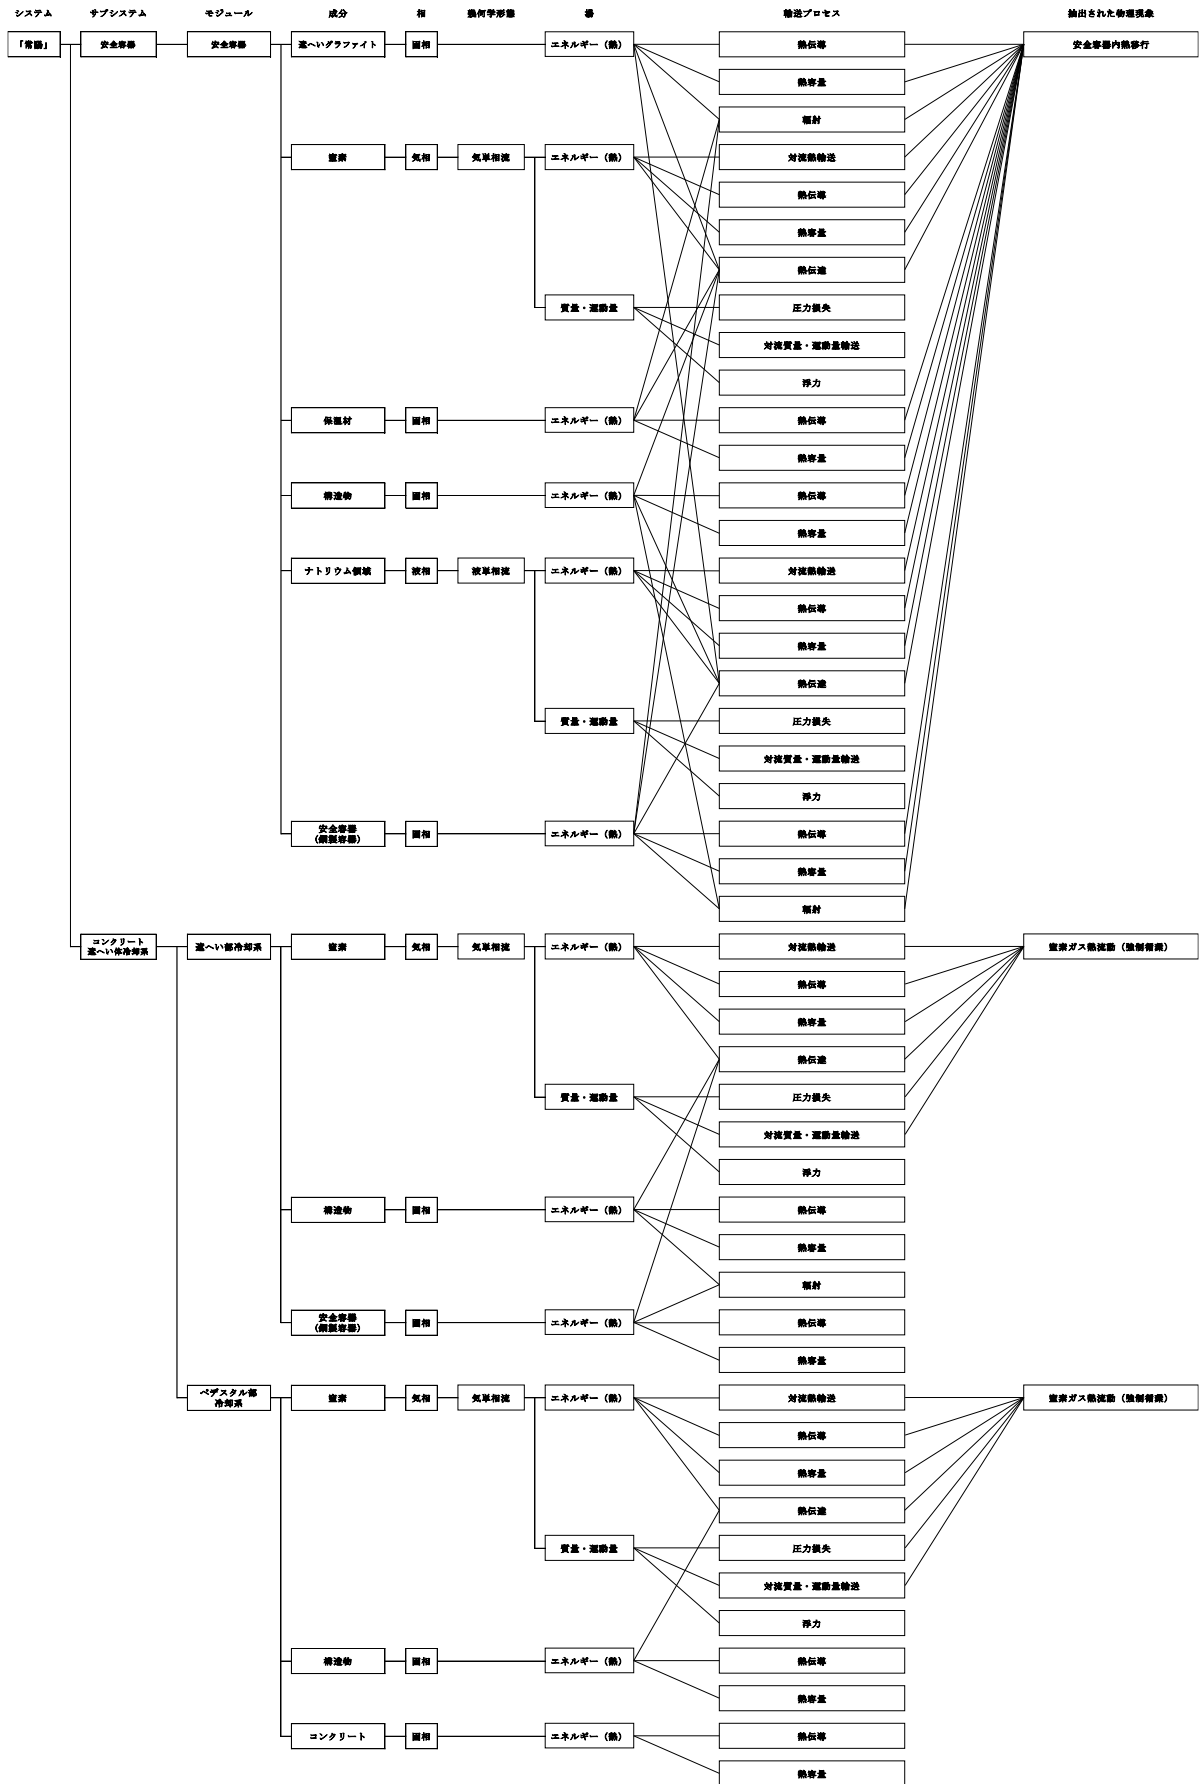 システム サブシステム モジュール 成分 相 幾何学形態 場 輸送プロセス 抽出された物理現象
「常陽」 安全容器 安全容器 遮へいグラファイト 固相 エネルギー（熱） 熱伝導 安全容器内熱移行
熱容量
輻射
窒素 気相 気単相流 エネルギー（熱） 対流熱輸送
熱伝導
熱容量
熱伝達
質量・運動量 圧力損失
対流質量・運動量輸送
浮力
保温材 固相 エネルギー（熱） 熱伝導
熱容量
構造物 固相 エネルギー（熱） 熱伝導
熱容量
ナトリウム領域 液相 液単相流 エネルギー（熱） 対流熱輸送
熱伝導
熱容量
熱伝達
質量・運動量 圧力損失
対流質量・運動量輸送
浮力
安全容器
（鋼製容器） 固相 エネルギー（熱） 熱伝導
熱容量
輻射
コンクリート
遮へい体冷却系 遮へい部冷却系 窒素 気相 気単相流 エネルギー（熱） 対流熱輸送 窒素ガス熱流動（強制循環）
熱伝導
熱容量
熱伝達
質量・運動量 圧力損失
対流質量・運動量輸送
浮力
構造物 固相 エネルギー（熱） 熱伝導
熱容量
輻射
安全容器
（鋼製容器） 固相 エネルギー（熱） 熱伝導
熱容量
ペデスタル部
冷却系 窒素 気相 気単相流 エネルギー（熱） 対流熱輸送 窒素ガス熱流動（強制循環）
熱伝導
熱容量
熱伝達
質量・運動量 圧力損失
対流質量・運動量輸送
浮力
構造物 固相 エネルギー（熱） 熱伝導
熱容量
コンクリート 固相 エネルギー（熱） 熱伝導
熱容量